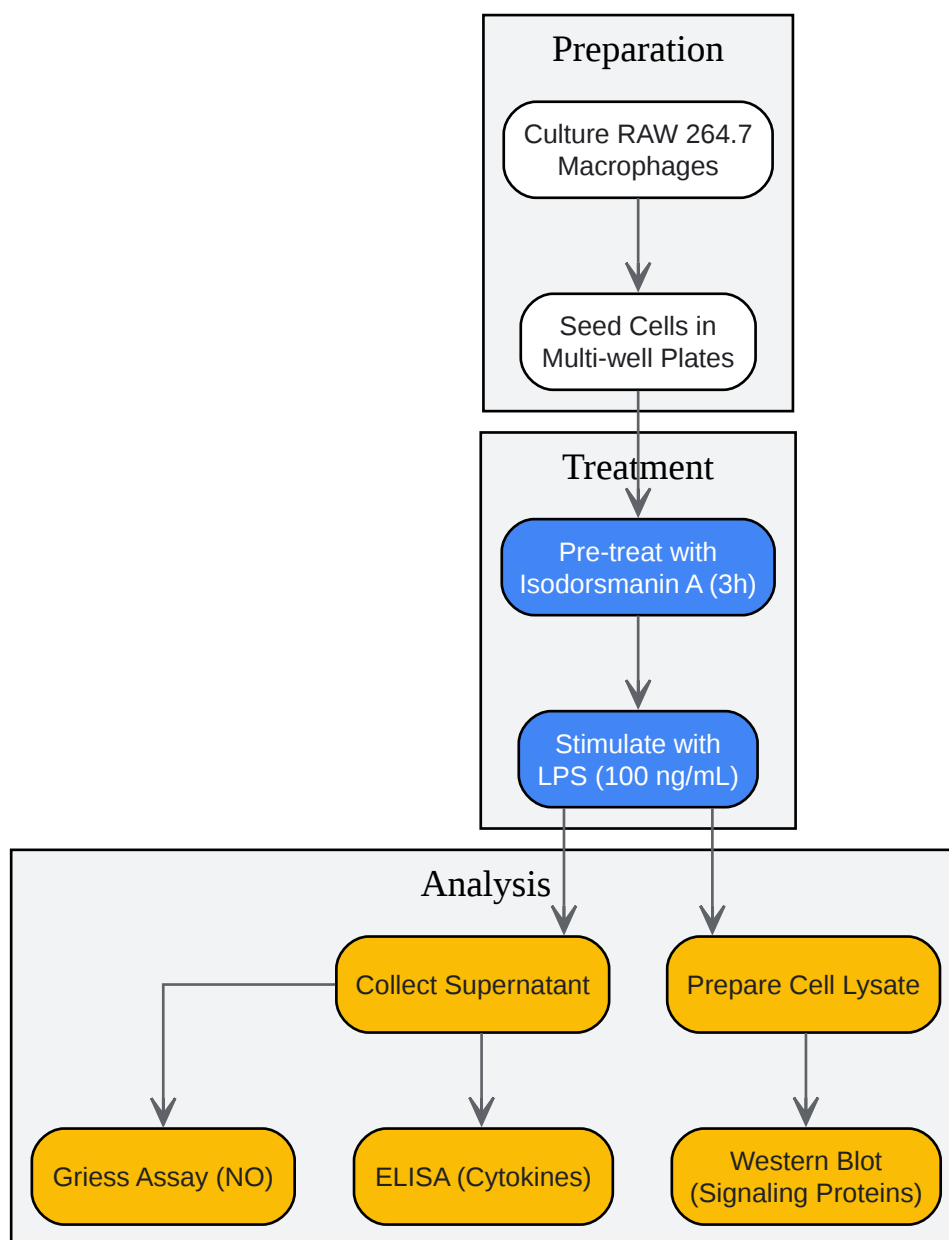 Preparation
Culture RAW 264.7
Macrophages
Seed Cells in
Multi-well Plates
Treatment
Pre-treat with
Isodorsmanin A (3h)
Stimulate with
LPS (100 ng/mL)
Analysis
Collect Supernatant
Prepare Cell Lysate
Griess Assay (NO)
ELISA (Cytokines)
Western Blot
(Signaling Proteins)